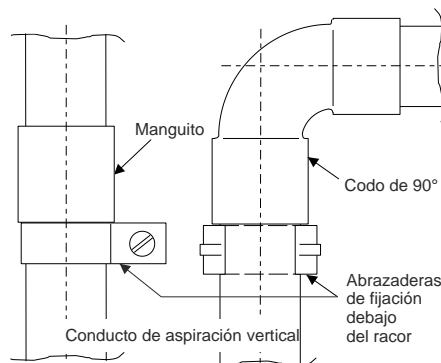 Manguito
Codo de 90°
Abrazaderas
de fijación
debajo
del racor
Conducto de aspiración vertical